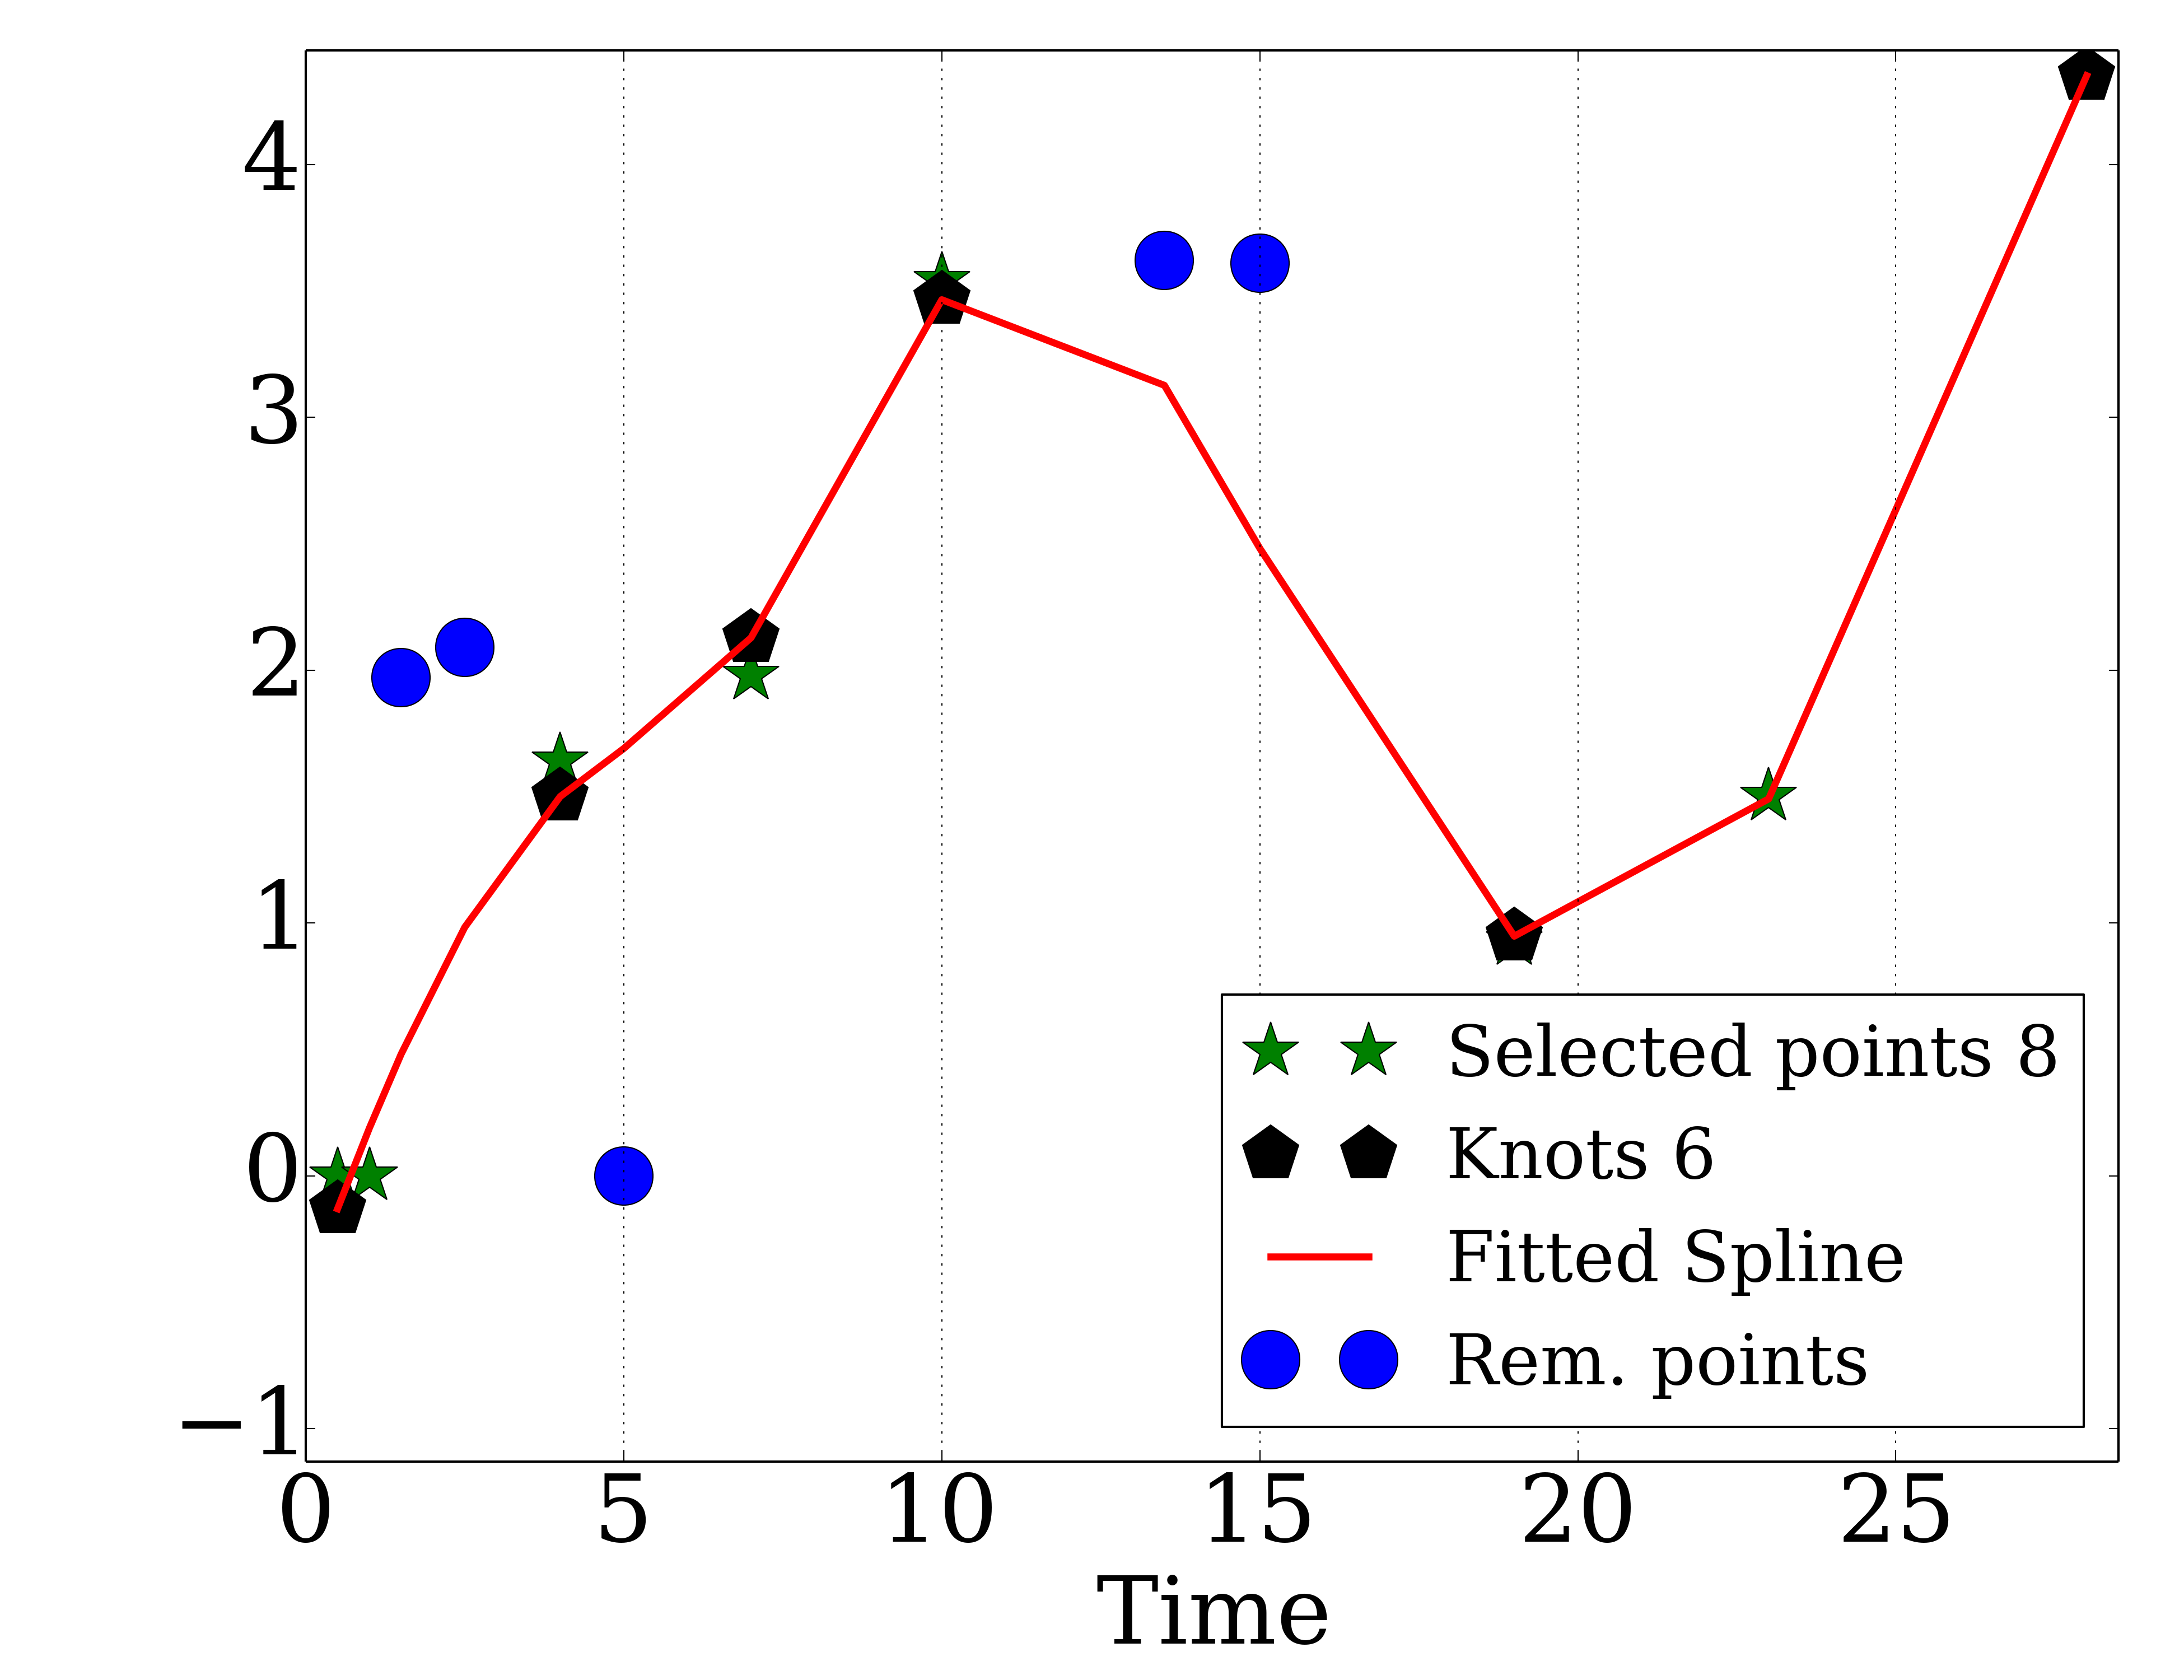 4
3
2
1
0
−1
0 5 10 15 20 25
Time
Selected points 8
Knots 6
Fitted Spline
Rem. points